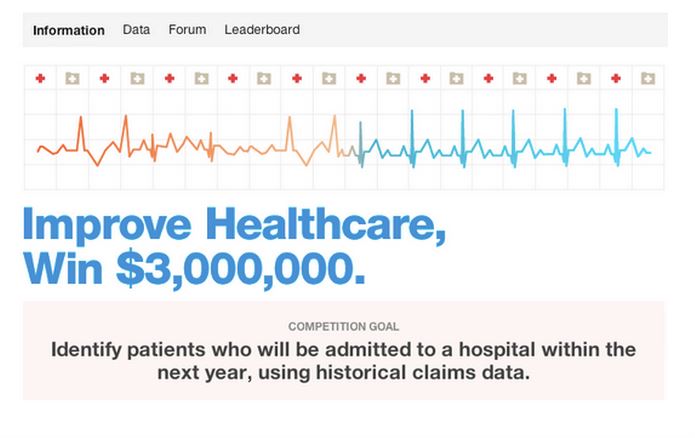 Information Data Forum Leaderboard
Improve Healthcare,
Win $3,000,000.
COMPETITION GOAL
Identify patients who will be admitted to a hospital within the
next year, using historical claims data.